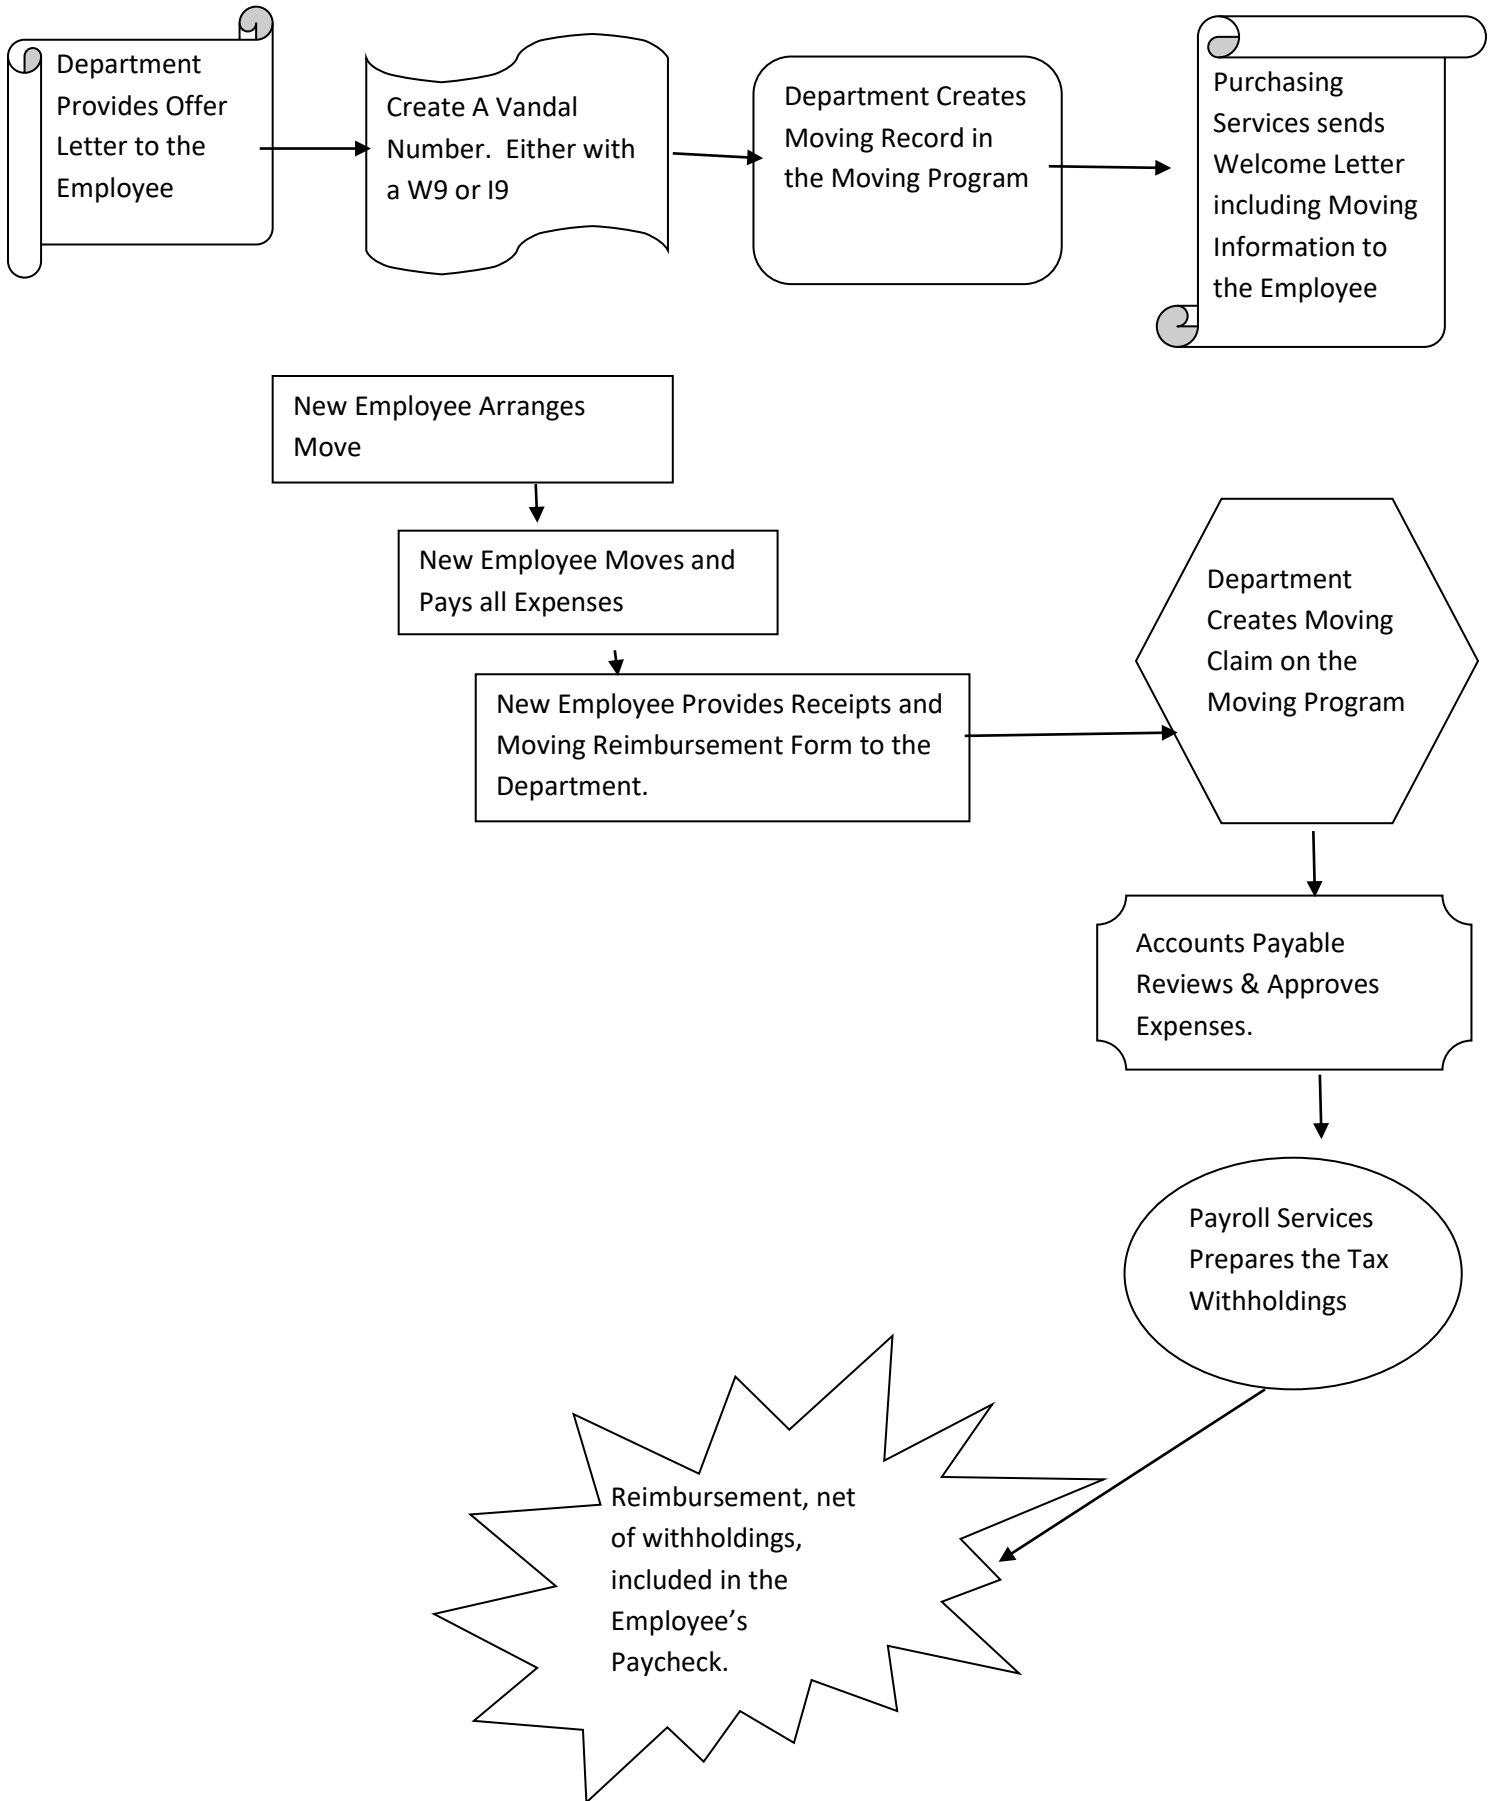 Department
Provides Offer
Letter to the
Employee
Create A Vandal
Number.  Either with
a W9 or I9
Department Creates
Moving Record in
the Moving Program
Purchasing
Services sends
Welcome Letter
including Moving
Information to
the Employee
New Employee Arranges
Move
New Employee Moves and
Pays all Expenses
New Employee Provides Receipts and
Moving Reimbursement Form to the
Department.
Department
Creates Moving
Claim on the
Moving Program
Accounts Payable
Reviews & Approves
Expenses.
Payroll Services
Prepares the Tax
Withholdings
Reimbursement, net
of withholdings,
included in the
Employee’s
Paycheck.